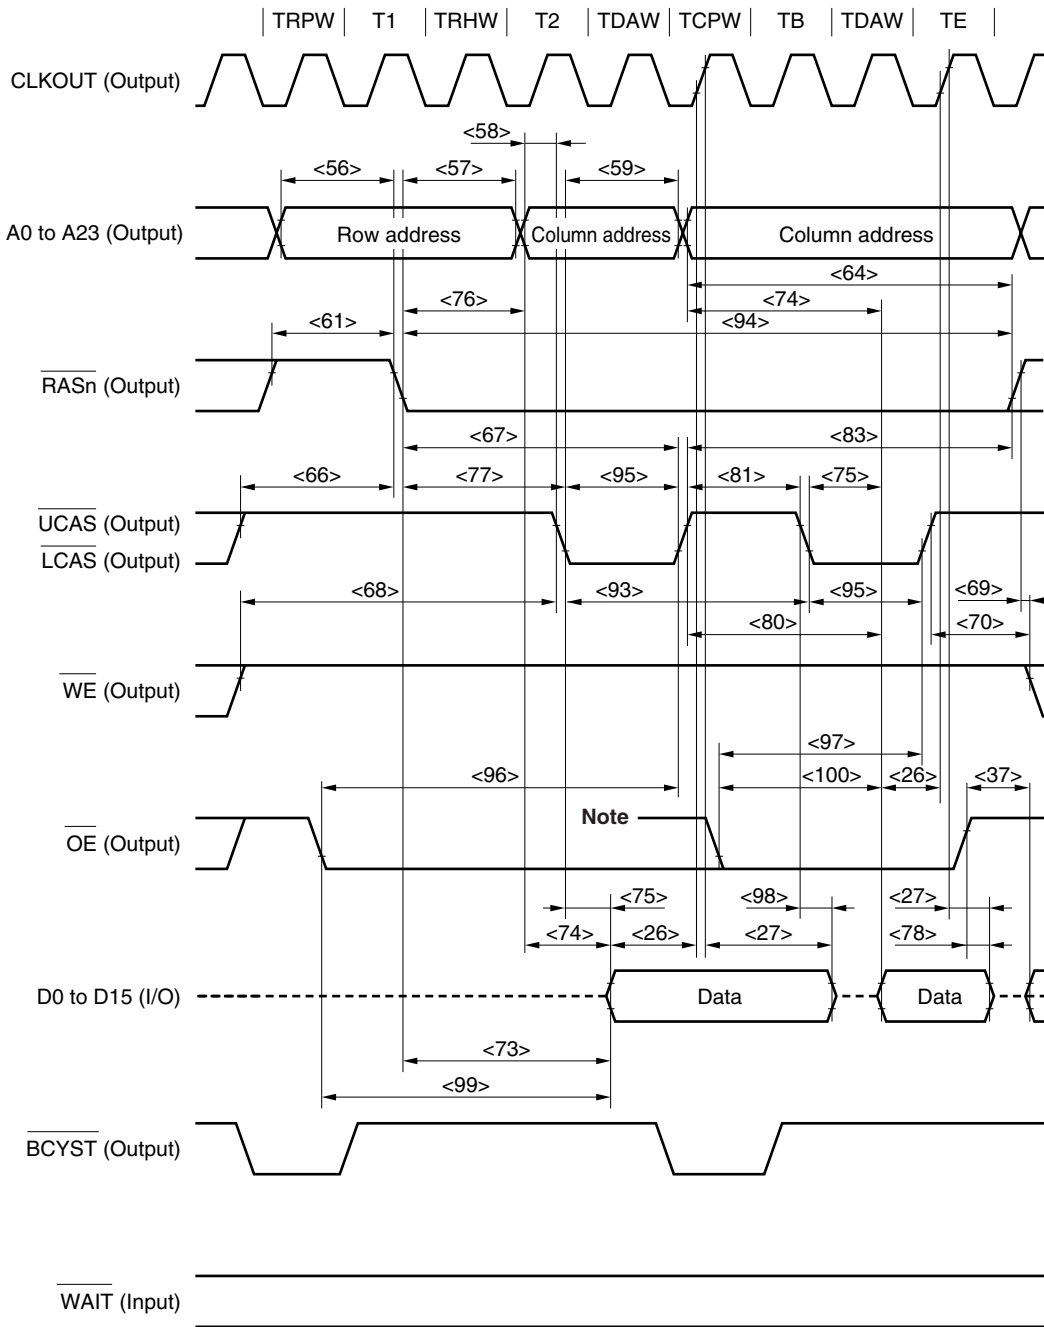 TRPW T1 TRHW T2 TDAW TCPW TB TDAW TE
CLKOUT (Output)
<58>
<56> <57> <59>
A0 to A23 (Output) Row address Column address Column address
<64>
<76> <74>
<61> <94>
RASn (Output)
<67> <83>
<66> <77> <95> <81> <75>
UCAS (Output)
LCAS (Output)
<68> <93> <95> <69>
<80> <70>
WE (Output)
<97>
<96> <100> <26> <37>
Note
OE (Output)
<75> <98> <27>
<74> <26> <27> <78>
D0 to D15 (I/O) Data Data
<73>
<99>
BCYST (Output)
WAIT (Input)